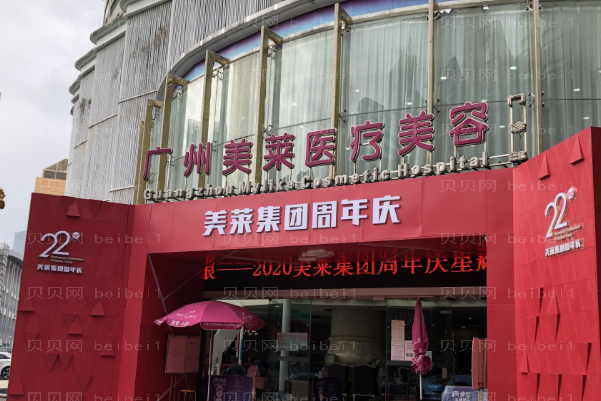 广州美莱医疗美容
Guangzhou Mylike Cosmetic Hospital
美莱集团周年庆
22
美莱集团周年庆
——2020美莱集团周年庆星
22
美莱集团周年庆
贝贝网 beibei1